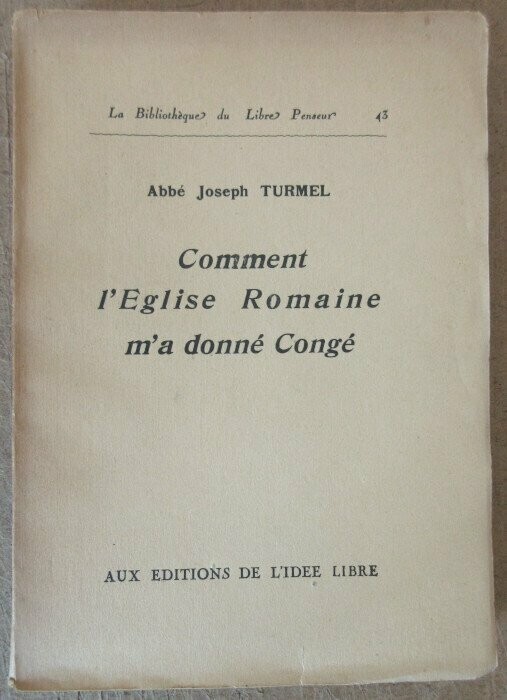 La Bibliothèque du Libre Penseur 43
Abbé Joseph TURMEL
Comment
l'Eglise Romaine
m'a donné Congé
AUX EDITIONS DE L'IDEE LIBRE